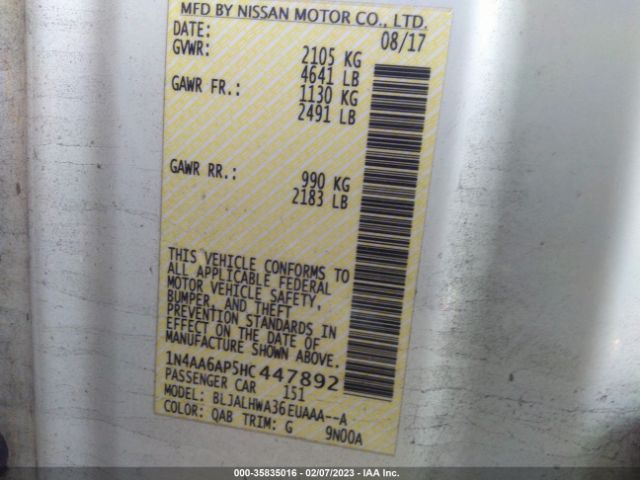 MFD BY NISSAN MOTOR CO., LTD.
DATE: 08/17
GVWR: 2105 KG
4641 LB
GAWR FR.: 1130 KG
2491 LB
GAWR RR.: 990 KG
2183 LB
THIS VEHICLE CONFORMS TO
ALL APPLICABLE FEDERAL
MOTOR VEHICLE SAFETY,
BUMPER, AND THEFT
PREVENTION STANDARDS IN
EFFECT ON THE DATE OF
MANUFACTURE SHOWN ABOVE.
1N4AA6AP5HC447892
PASSENGER CAR 151
MODEL: BLJALHWA36EUAAA--A
COLOR: QAB TRIM: G 9N00A
000-35835016 - 02/07/2023 - IAA Inc.